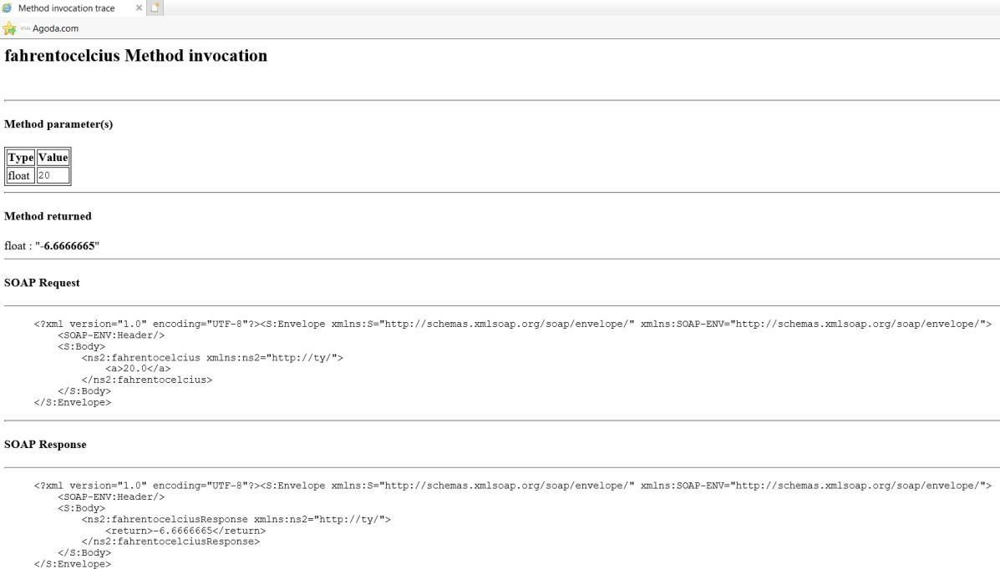 Method invocation trace
Agoda.com
fahrentocelcius Method invocation
Method parameter(s)
Type Value
float 20
Method returned
float : "-6.6666665"
SOAP Request
<?xml version="1.0" encoding="UTF-8"?><S:Envelope xmlns:S="http://schemas.xmlsoap.org/soap/envelope/" xmlns:SOAP-ENV="http://schemas.xmlsoap.org/soap/envelope/">
<SOAP-ENV:Header/>
<S:Body>
<ns2:fahrentocelcius xmlns:ns2="http://ty/">
<a>20.0</a>
</ns2:fahrentocelcius>
</S:Body>
</S:Envelope>
SOAP Response
<?xml version="1.0" encoding="UTF-8"?><S:Envelope xmlns:S="http://schemas.xmlsoap.org/soap/envelope/" xmlns:SOAP-ENV="http://schemas.xmlsoap.org/soap/envelope/">
<SOAP-ENV:Header/>
<S:Body>
<ns2:fahrentocelciusResponse xmlns:ns2="http://ty/">
<return>-6.6666665</return>
</ns2:fahrentocelciusResponse>
</S:Body>
</S:Envelope>